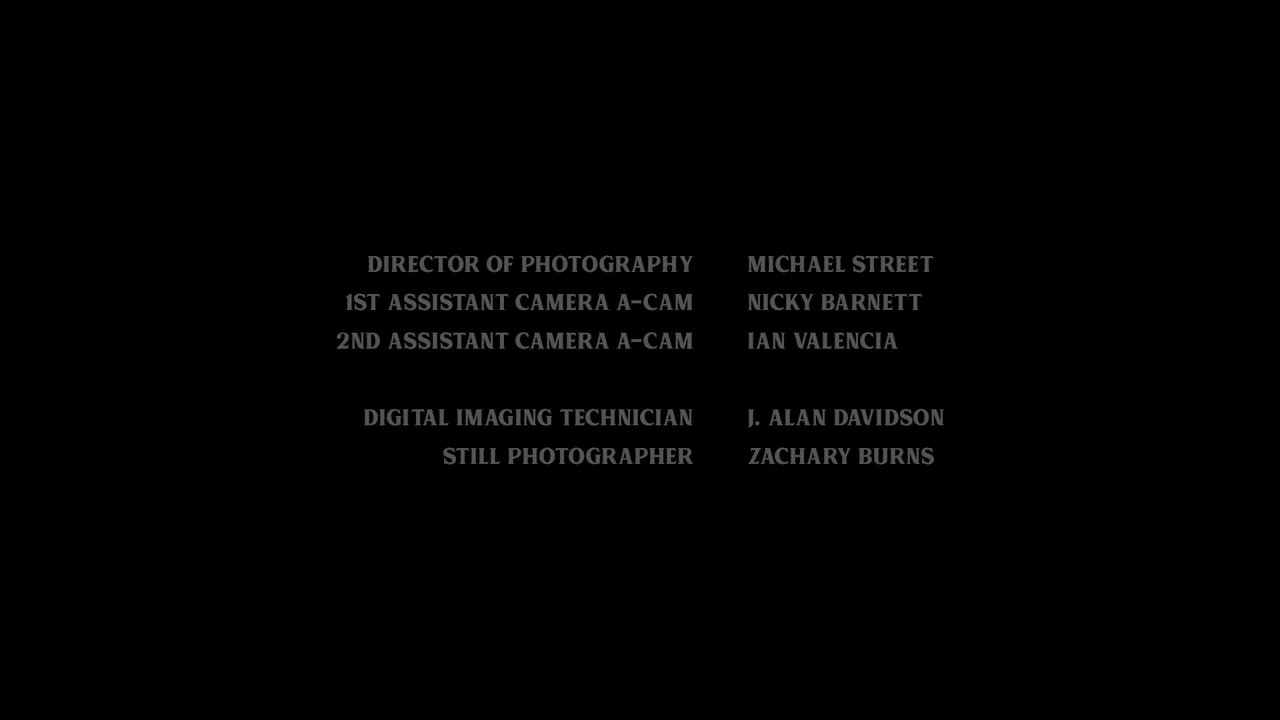 DIRECTOR OF PHOTOGRAPHY MICHAEL STREET
1ST ASSISTANT CAMERA A-CAM NICKY BARNETT
2ND ASSISTANT CAMERA A-CAM IAN VALENCIA
DIGITAL IMAGING TECHNICIAN J. ALAN DAVIDSON
STILL PHOTOGRAPHER ZACHARY BURNS